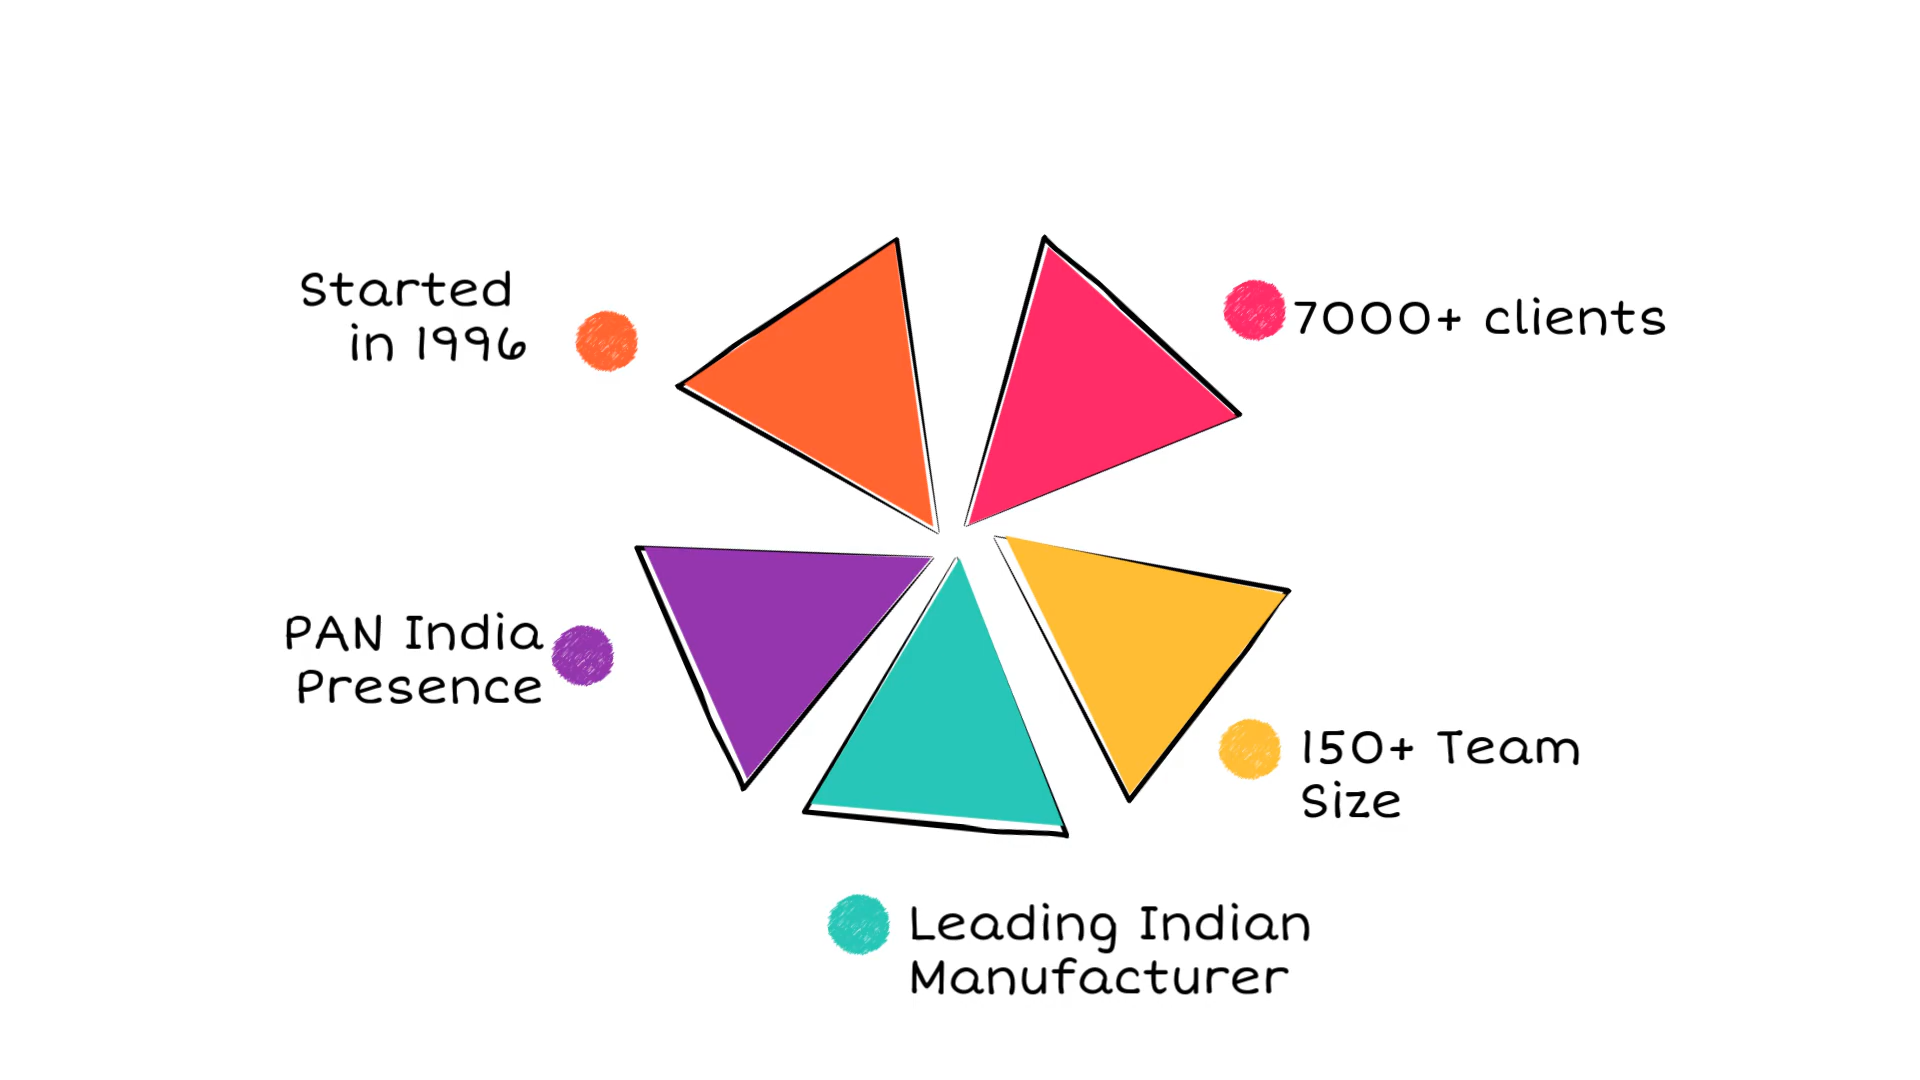 Started
in 1996
7000+ clients
PAN India
Presence
150+ Team
Size
Leading Indian
Manufacturer